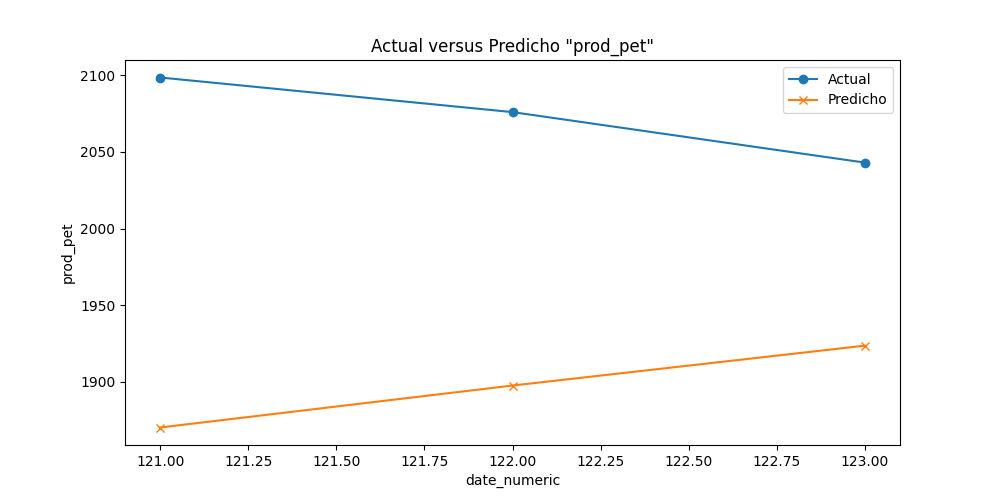 Actual versus Predicho "prod_pet"
Actual
Predicho
2100
2050
2000
1950
1900
prod_pet
121.00 121.25 121.50 121.75 122.00 122.25 122.50 122.75 123.00
date_numeric